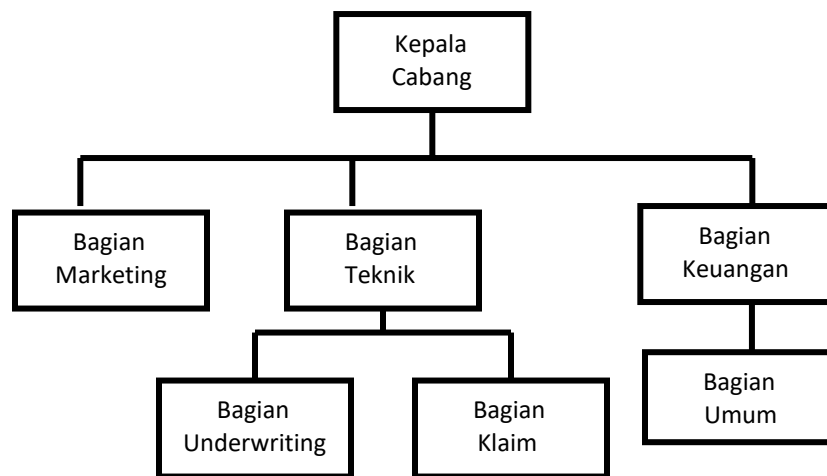 Kepala
Cabang
Bagian
Marketing
Bagian
Teknik
Bagian
Keuangan
Bagian
Underwriting
Bagian
Klaim
Bagian
Umum